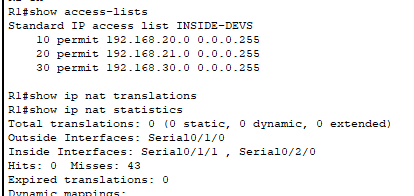 R1#show access-lists
Standard IP access list INSIDE-DEVS
    10 permit 192.168.20.0 0.0.0.255
    20 permit 192.168.21.0 0.0.0.255
    30 permit 192.168.30.0 0.0.0.255

R1#show ip nat translations
R1#show ip nat statistics
Total translations: 0 (0 static, 0 dynamic, 0 extended)
Outside Interfaces: Serial0/1/0
Inside Interfaces: Serial0/1/1 , Serial0/2/0
Hits: 0  Misses: 43
Expired translations: 0
Dynamic mappings: